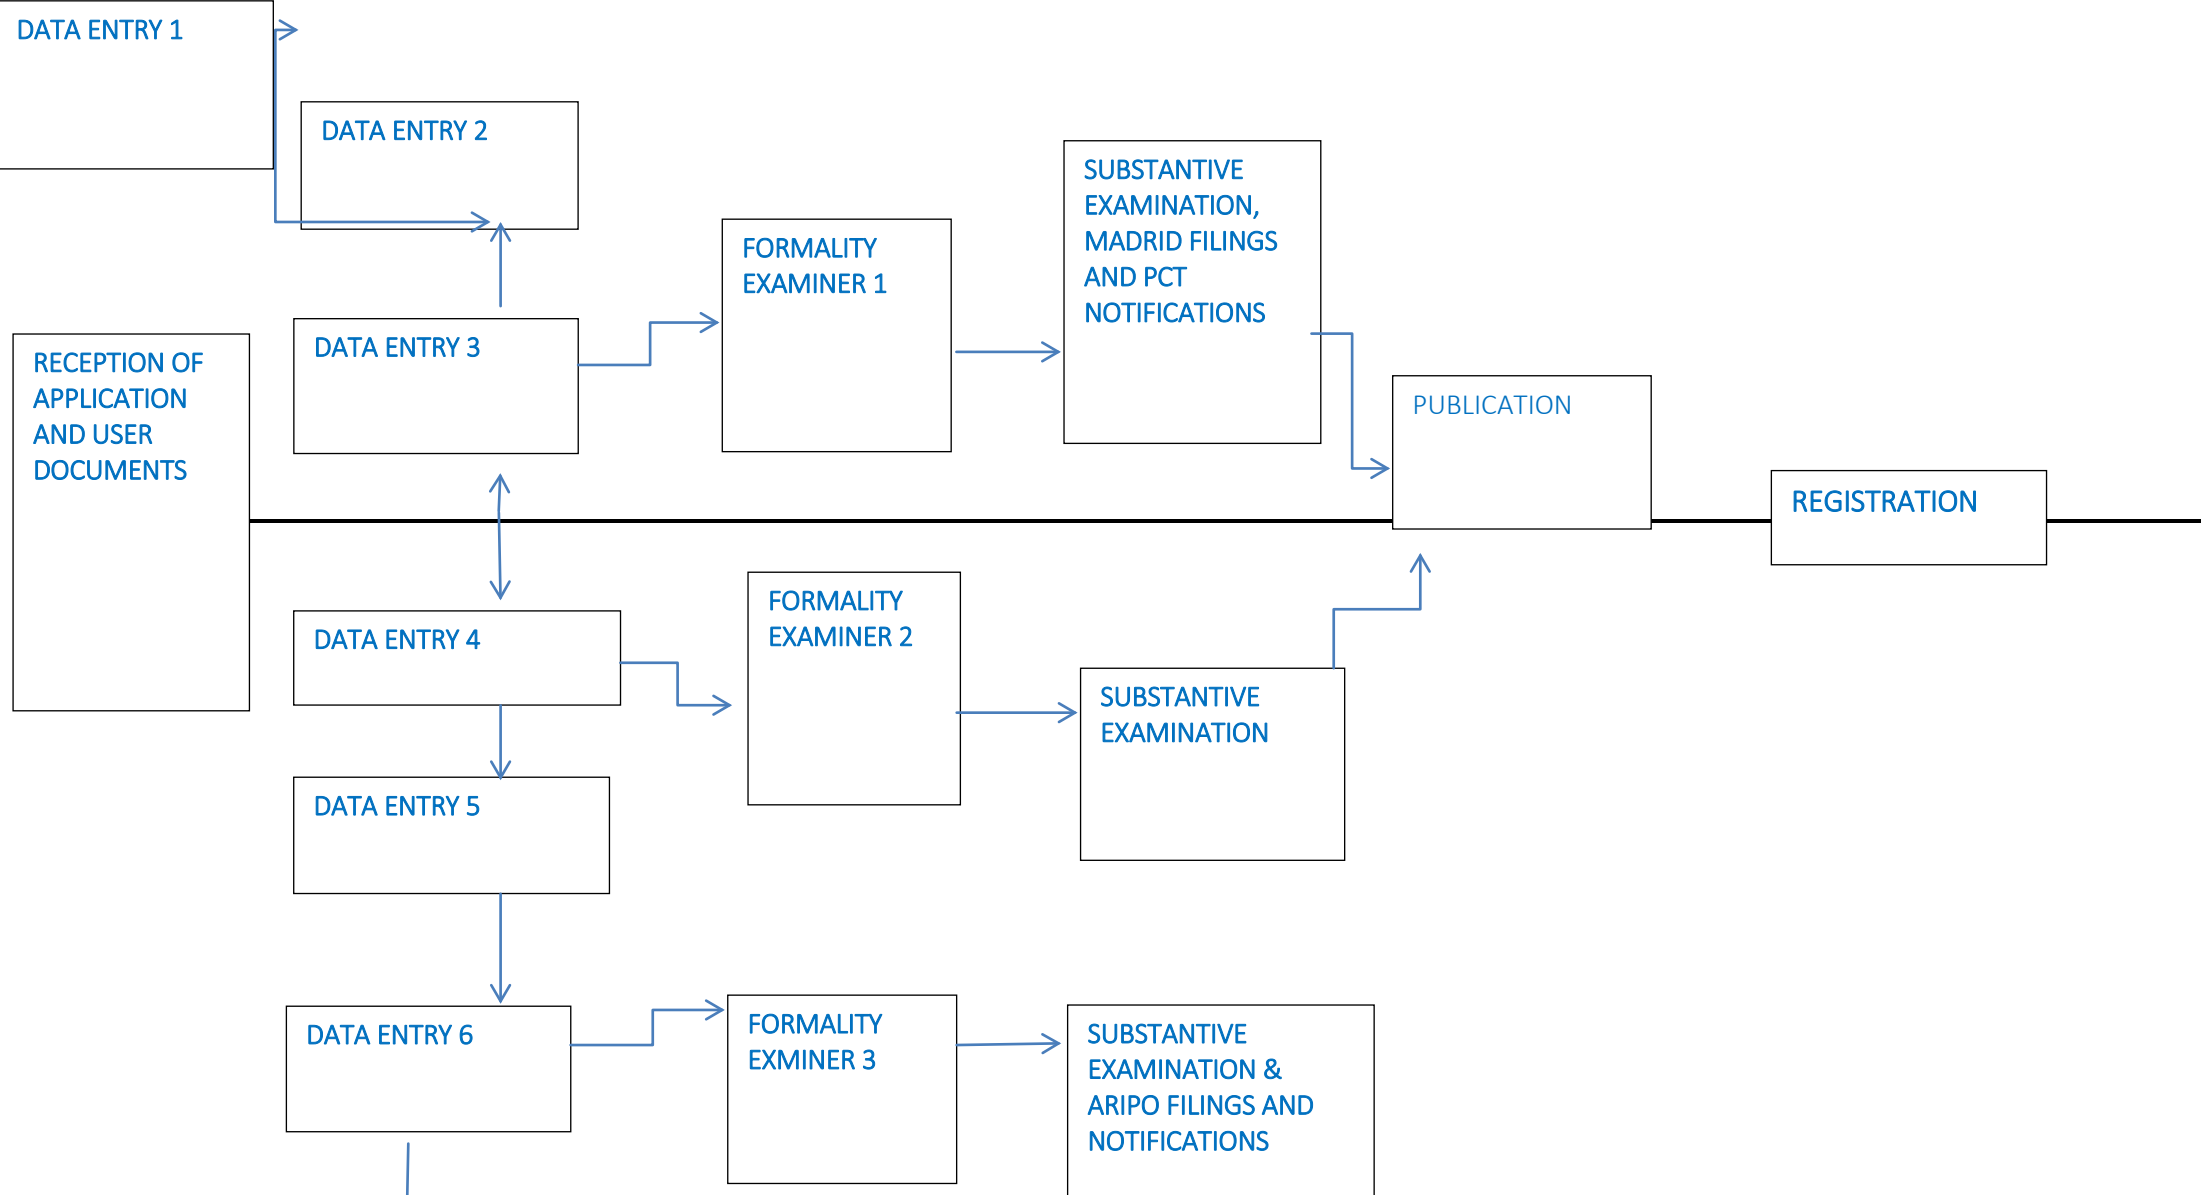 DATA ENTRY 1
DATA ENTRY 2
SUBSTANTIVE
EXAMINATION,
MADRID FILINGS
AND PCT
NOTIFICATIONS
FORMALITY
EXAMINER 1
DATA ENTRY 3
RECEPTION OF
APPLICATION
AND USER
DOCUMENTS
PUBLICATION
REGISTRATION
FORMALITY
EXAMINER 2
DATA ENTRY 4
SUBSTANTIVE
EXAMINATION
DATA ENTRY 5
DATA ENTRY 6
FORMALITY
EXMINER 3
SUBSTANTIVE
EXAMINATION &
ARIPO FILINGS AND
NOTIFICATIONS